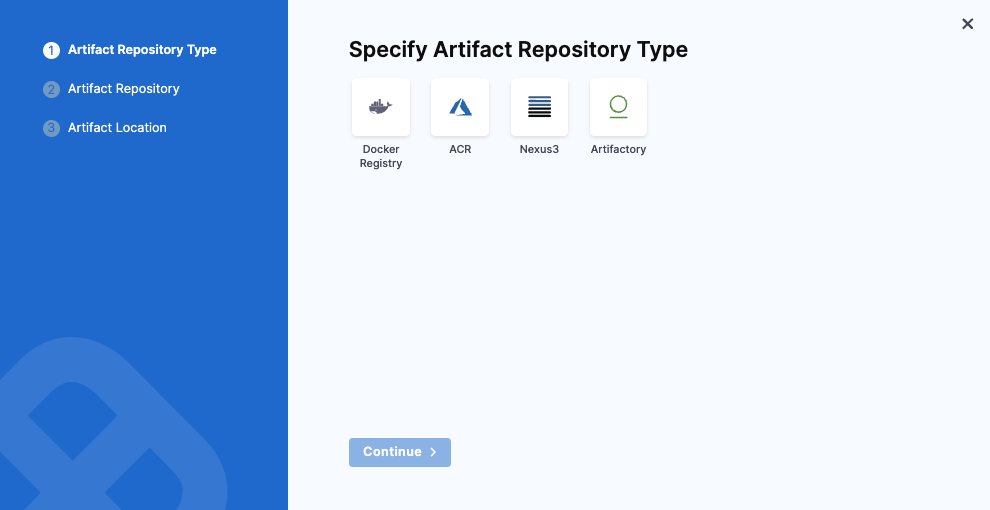 1 Artifact Repository Type
2 Artifact Repository
3 Artifact Location
Specify Artifact Repository Type
Docker
Registry
ACR
Nexus3
Artifactory
Continue